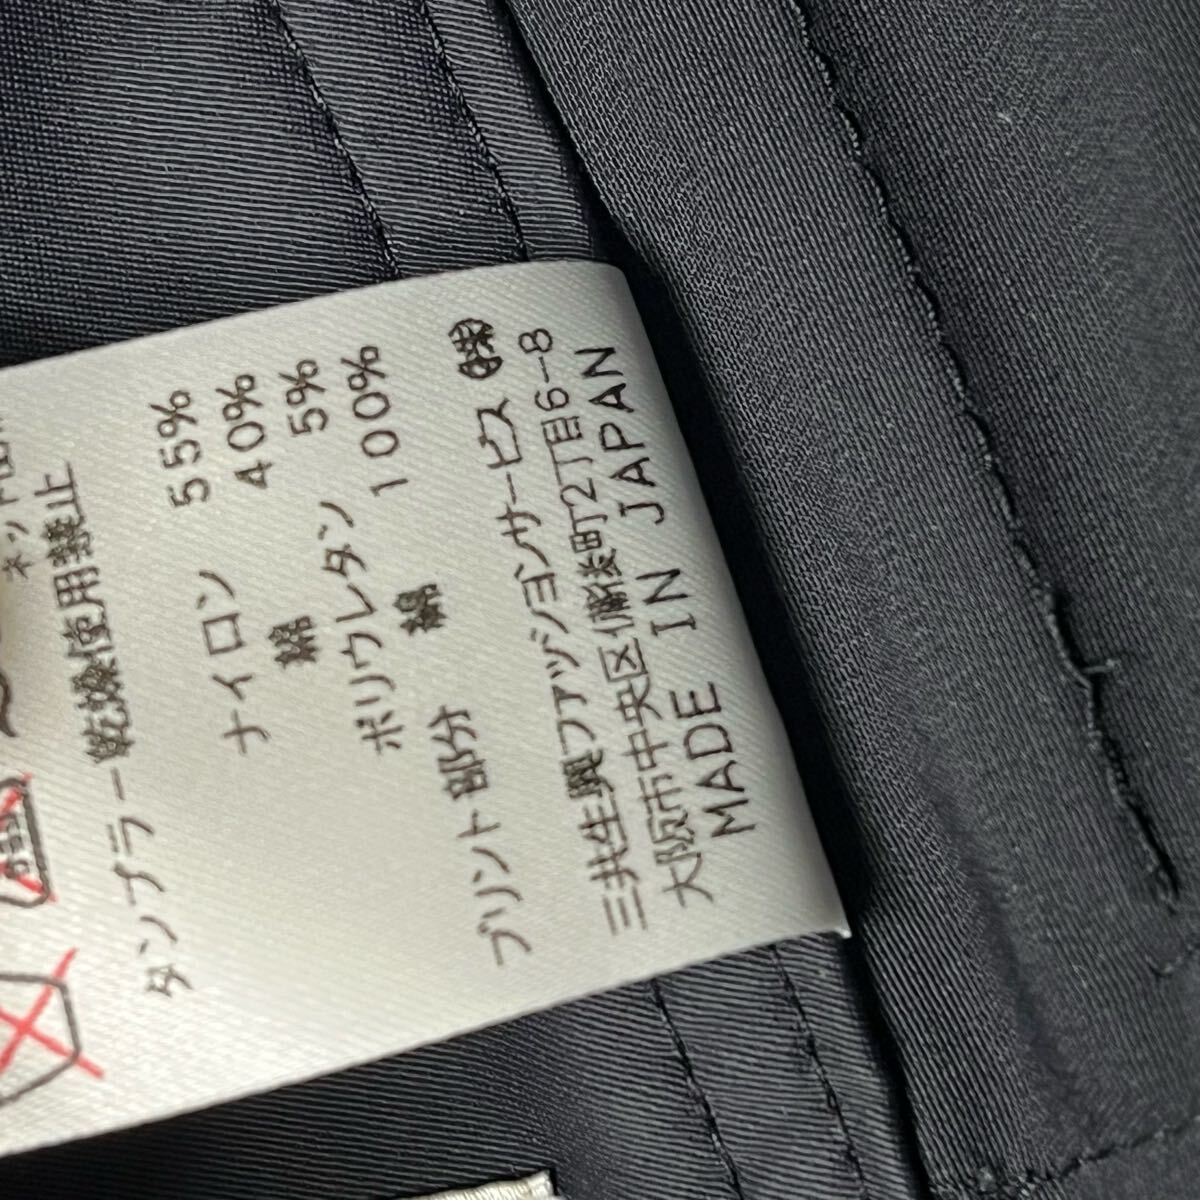 タンブラー乾燥使用禁止
ナイロン 55%
綿 40%
ポリウレタン 5%
プリント部分 綿 100%
三共生興ファッションサービス㈱
大阪市中央区備後町2丁目6-8
MADE IN JAPAN